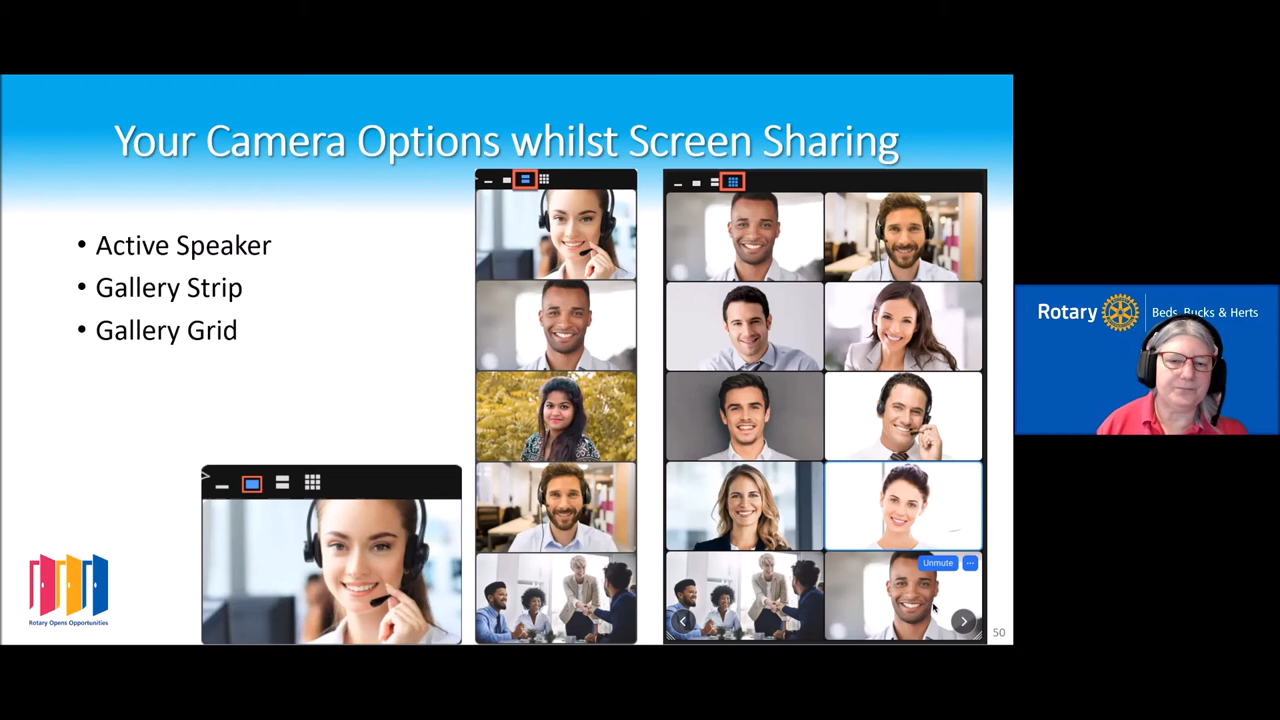 Your Camera Options whilst Screen Sharing
• Active Speaker
• Gallery Strip
• Gallery Grid
Unmute
Rotary Opens Opportunities
50
Rotary
Beds, Bucks & Herts